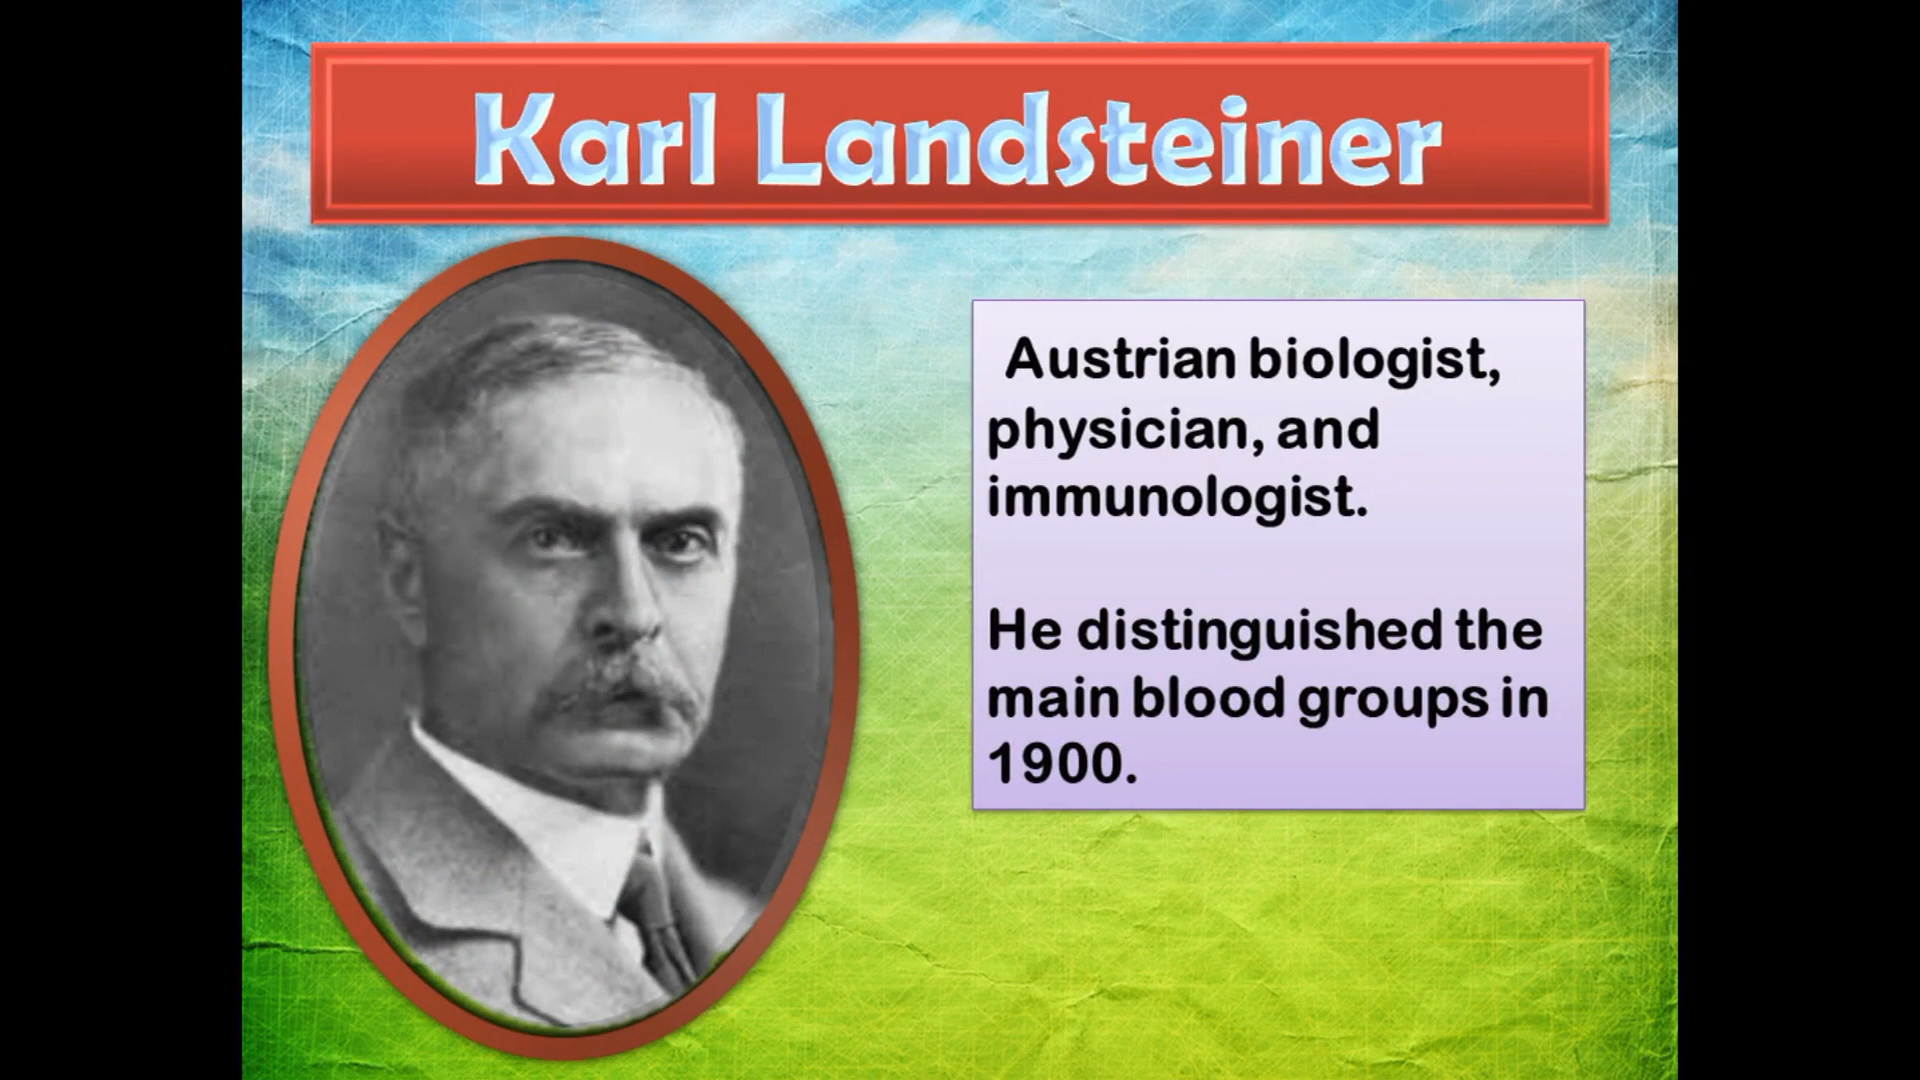 Karl Landsteiner
Austrian biologist,
physician, and
immunologist.
He distinguished the
main blood groups in
1900.